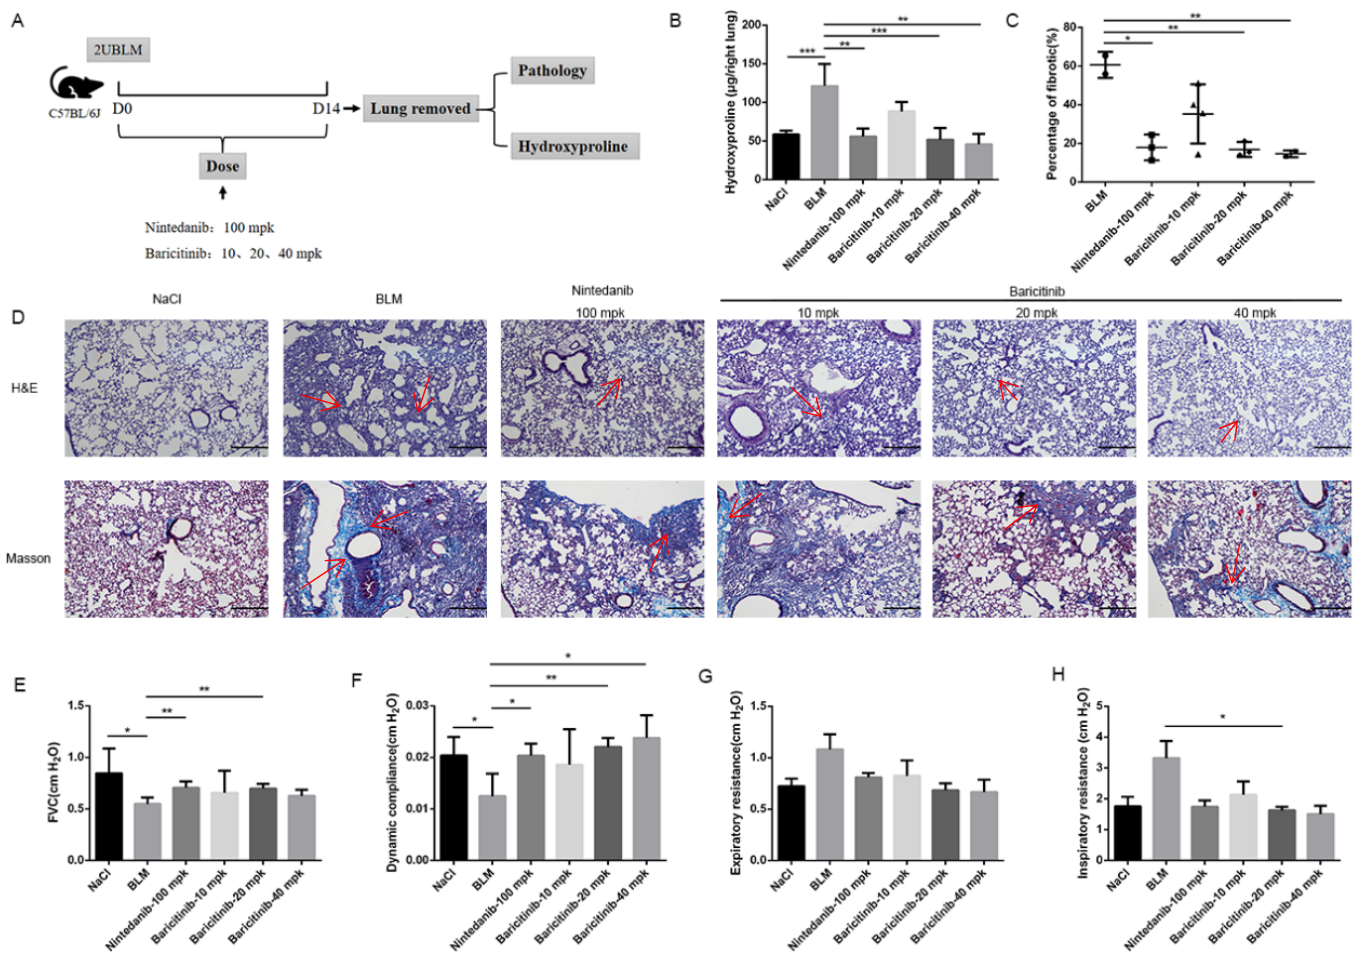 A
2UBLM
C57BL/6J
D0
D14
Lung removed
Pathology
Hydroxyproline
Dose
Nintedanib：100 mpk
Baricitinib：10、20、40 mpk
B
Hydroxyproline (μg/right lung)
200
150
100
50
0
***
**
***
**
NaCl
BLM
Nintedanib-100 mpk
Baricitinib-10 mpk
Baricitinib-20 mpk
Baricitinib-40 mpk
C
Percentage of fibrotic(%)
80
60
40
20
0
*
**
**
BLM
Nintedanib-100 mpk
Baricitinib-10 mpk
Baricitinib-20 mpk
Baricitinib-40 mpk
D
NaCl
BLM
Nintedanib
100 mpk
Baricitinib
10 mpk
20 mpk
40 mpk
H&E
Masson
E
FVC(cm H₂O)
1.5
1.0
0.5
0.0
*
**
**
NaCl
BLM
Nintedanib-100 mpk
Baricitinib-10 mpk
Baricitinib-20 mpk
Baricitinib-40 mpk
F
Dynamic compliance(cm H₂O)
0.03
0.02
0.01
0.00
*
*
**
*
NaCl
BLM
Nintedanib-100 mpk
Baricitinib-10 mpk
Baricitinib-20 mpk
Baricitinib-40 mpk
G
Expiratory resistance(cm H₂O)
1.5
1.0
0.5
0.0
NaCl
BLM
Nintedanib-100 mpk
Baricitinib-10 mpk
Baricitinib-20 mpk
Baricitinib-40 mpk
H
Inspiratory resistance(cm H₂O)
5
4
3
2
1
0
*
NaCl
BLM
Nintedanib-100 mpk
Baricitinib-10 mpk
Baricitinib-20 mpk
Baricitinib-40 mpk